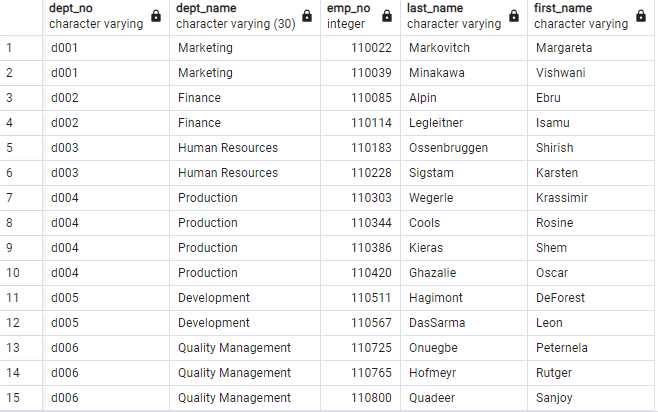 dept_no dept_name emp_no last_name first_name
character varying character varying (30) integer character varying character varying
1 d001 Marketing 110022 Markovitch Margareta
2 d001 Marketing 110039 Minakawa Vishwani
3 d002 Finance 110085 Alpin Ebru
4 d002 Finance 110114 Legleitner Isamu
5 d003 Human Resources 110183 Ossenbruggen Shirish
6 d003 Human Resources 110228 Sigstam Karsten
7 d004 Production 110303 Wegerle Krassimir
8 d004 Production 110344 Cools Rosine
9 d004 Production 110386 Kieras Shem
10 d004 Production 110420 Ghazalie Oscar
11 d005 Development 110511 Hagimont DeForest
12 d005 Development 110567 DasSarma Leon
13 d006 Quality Management 110725 Onuegbe Peternela
14 d006 Quality Management 110765 Hofmeyr Rutger
15 d006 Quality Management 110800 Quadeer Sanjoy